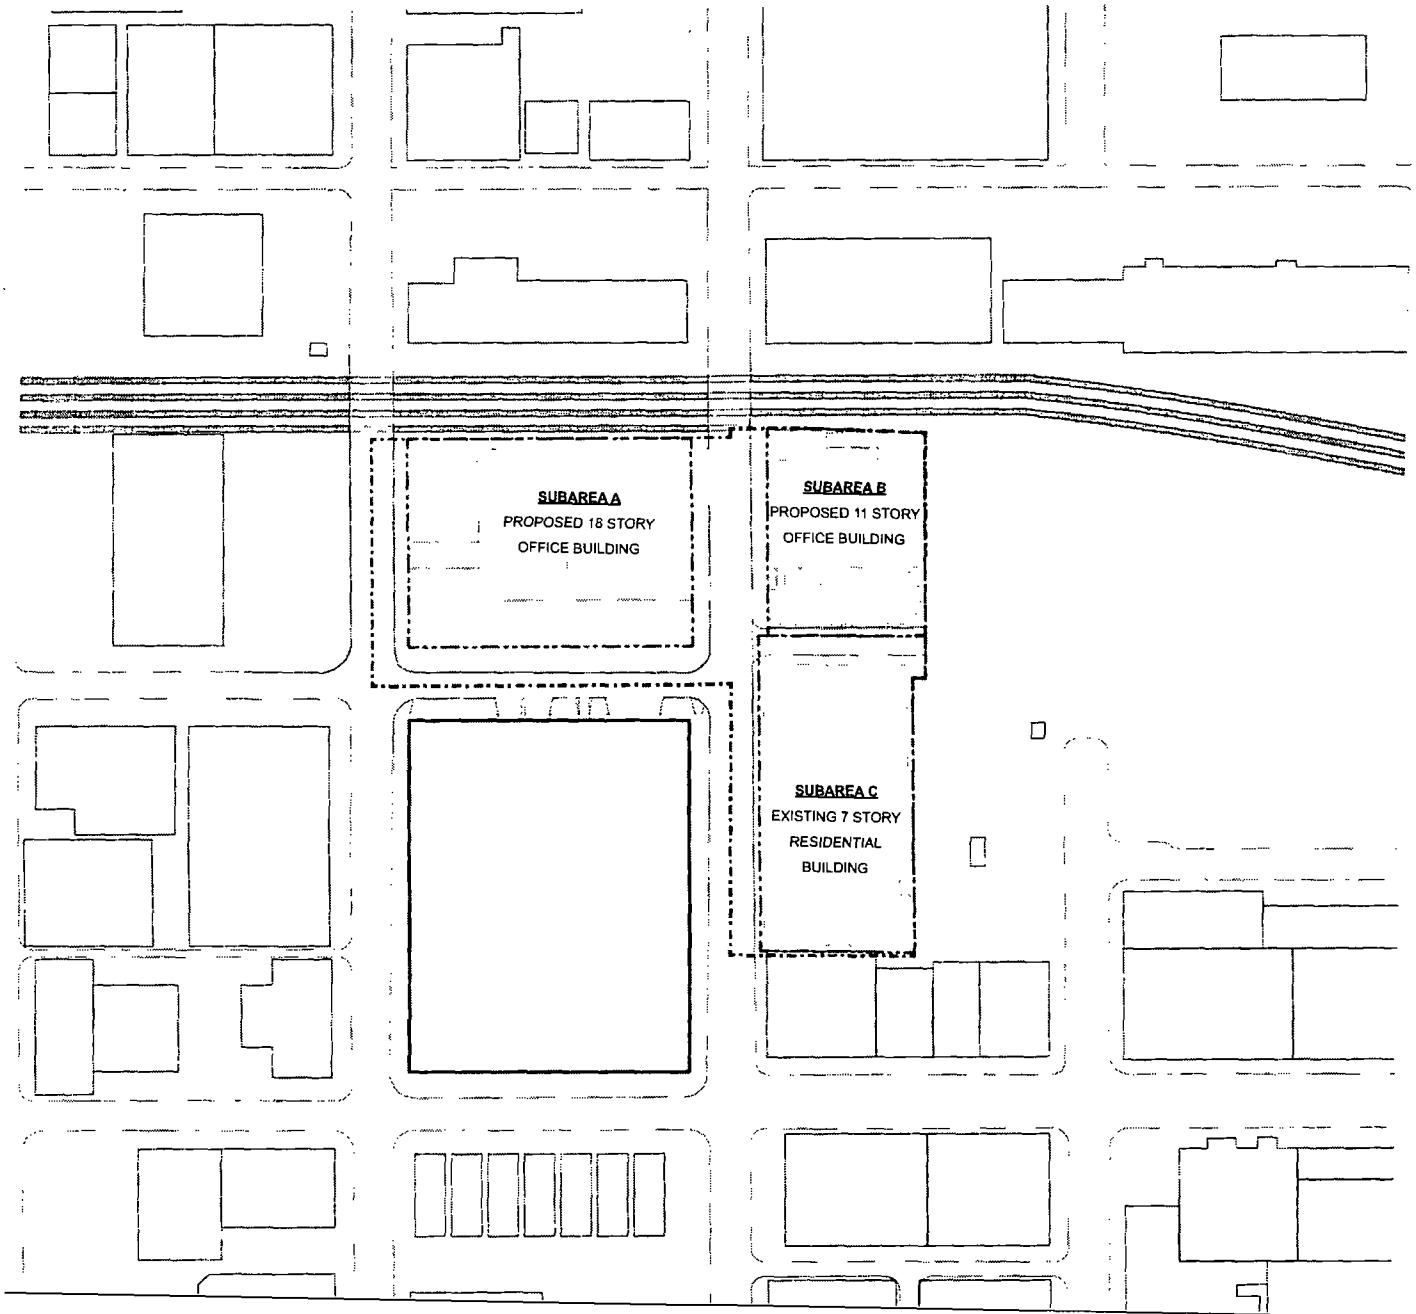 SUBAREA A
PROPOSED 18 STORY
OFFICE BUILDING
SUBAREA B
PROPOSED 11 STORY
OFFICE BUILDING
SUBAREA C
EXISTING 7 STORY
RESIDENTIAL
BUILDING